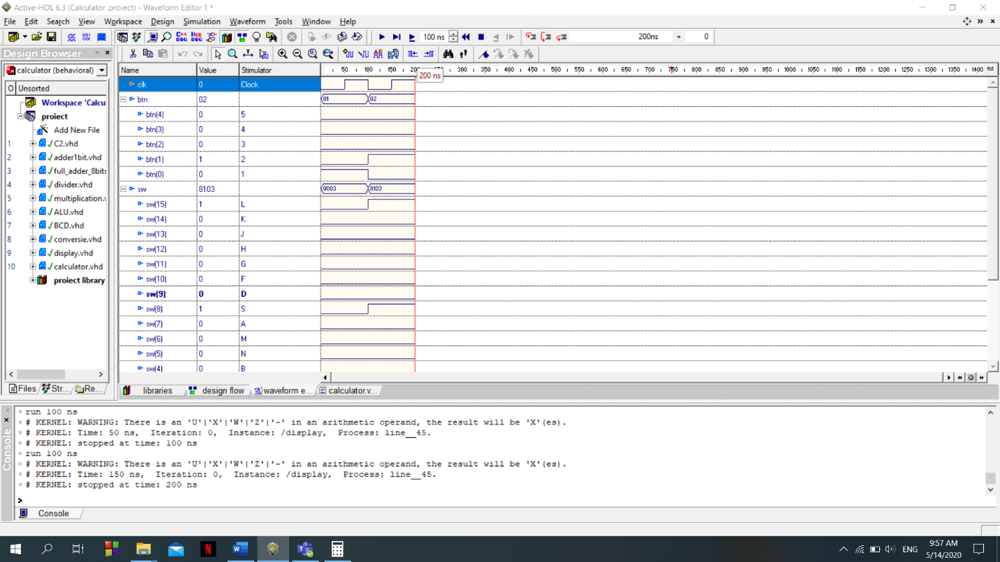 Active-HDL 6.3 (Calculator ,proiect) - Waveform Editor 1 *
File Edit Search View Workspace Design Simulation Waveform Tools Window Help
C++ DBG HES DBG 100 ns 200ns + 0
Design Browser
calculator (behavioral)
O Unsorted
Workspace 'Calcu
proiect
Add New File
1 C2.vhd
2 adder1bit.vhd
3 full_adder_8bits
4 divider.vhd
5 multiplication.v
6 ALU.vhd
7 BCD.vhd
8 conversie.vhd
9 display.vhd
10 calculator.vhd
proiect library
Files Str... Re...
Name Value Stimulator 50 100 150 200 300 350 400 450 500 550 600 650 700 750 800 850 900 950 1000 1050 1100 1150 1200 1250 1300 1350 1400 ns
200 ns
clk 0 Clock
btn 02 01 02
btn(4) 0 5
btn(3) 0 4
btn(2) 0 3
btn(1) 1 2
btn(0) 0 1
sw 8103 0003 8103
sw(15) 1 L
sw(14) 0 K
sw(13) 0 J
sw(12) 0 H
sw(11) 0 G
sw(10) 0 F
sw(9) 0 D
sw(8) 1 S
sw(7) 0 A
sw(6) 0 M
sw(5) 0 N
sw(4) 0 B
libraries design flow waveform e... calculator.v...
run 100 ns
# KERNEL: WARNING: There is an 'U'|'X'|'W'|'Z'|'-' in an arithmetic operand, the result will be 'X'(es).
# KERNEL: Time: 50 ns, Iteration: 0, Instance: /display, Process: line__45.
# KERNEL: stopped at time: 100 ns
run 100 ns
# KERNEL: WARNING: There is an 'U'|'X'|'W'|'Z'|'-' in an arithmetic operand, the result will be 'X'(es).
# KERNEL: Time: 150 ns, Iteration: 0, Instance: /display, Process: line__45.
# KERNEL: stopped at time: 200 ns
>
Console
Console
ENG
9:57 AM
5/14/2020